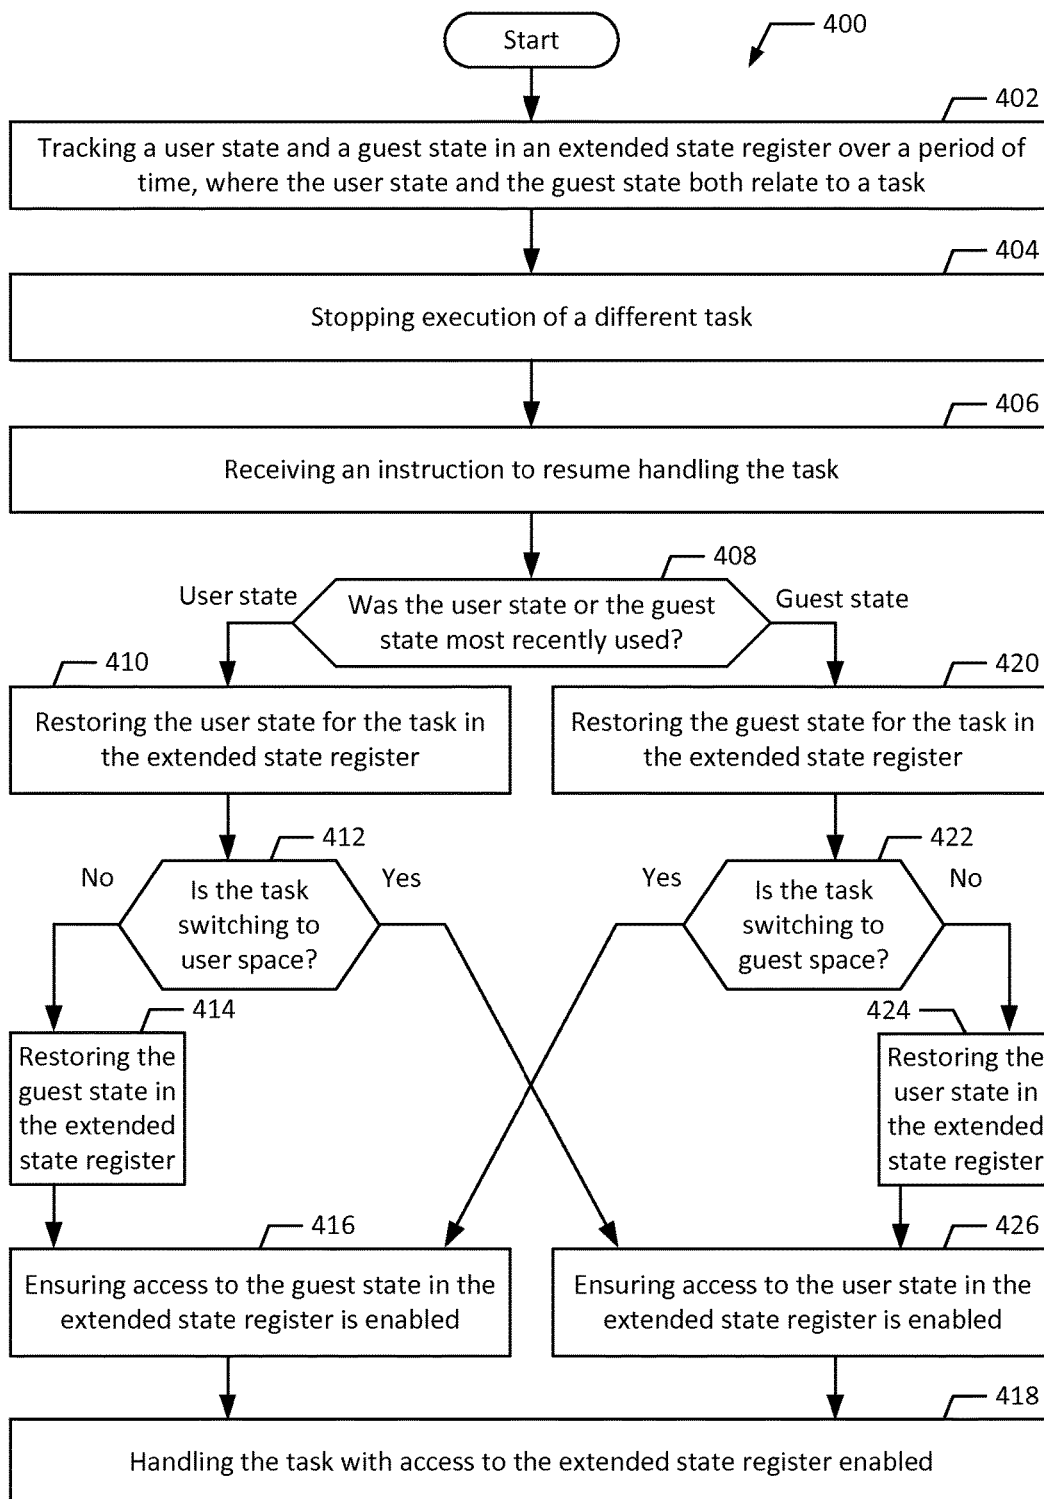 Start
400
402
Tracking a user state and a guest state in an extended state register over a period of
time, where the user state and the guest state both relate to a task
404
Stopping execution of a different task
406
Receiving an instruction to resume handling the task
408
User state
Was the user state or the guest
state most recently used?
Guest state
410
Restoring the user state for the task in
the extended state register
420
Restoring the guest state for the task in
the extended state register
412
No
Is the task
switching to
user space?
Yes
422
Yes
Is the task
switching to
guest space?
No
414
Restoring the
guest state in
the extended
state register
424
Restoring the
user state in
the extended
state register
416
Ensuring access to the guest state in the
extended state register is enabled
426
Ensuring access to the user state in the
extended state register is enabled
418
Handling the task with access to the extended state register enabled